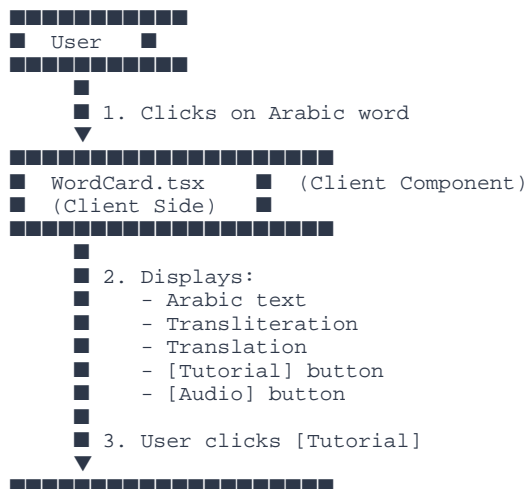 User
1. Clicks on Arabic word
WordCard.tsx (Client Component)
(Client Side)
2. Displays:
- Arabic text
- Transliteration
- Translation
- [Tutorial] button
- [Audio] button
3. User clicks [Tutorial]